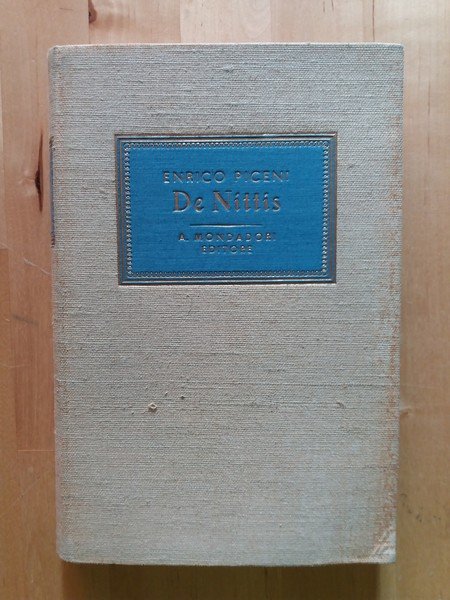 ENRICO PICENI
De Nittis
A. MONDADORI
EDITORE